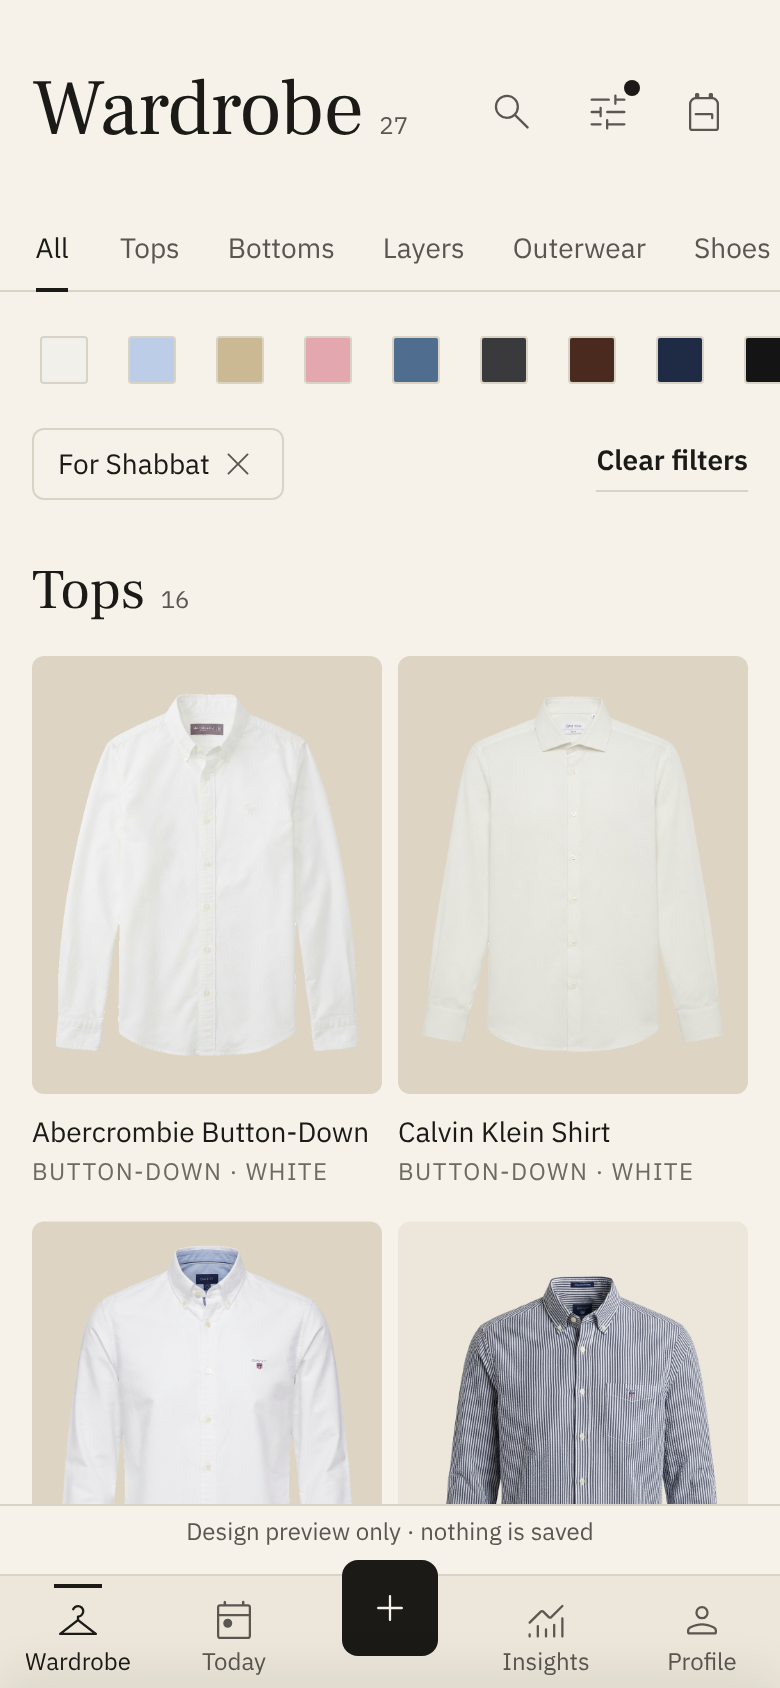 Wardrobe 27
All Tops Bottoms Layers Outerwear Shoes
For Shabbat
Clear filters
Tops 16
Abercrombie Button-Down
BUTTON-DOWN · WHITE
Calvin Klein Shirt
BUTTON-DOWN · WHITE
Design preview only · nothing is saved
Wardrobe Today Insights Profile